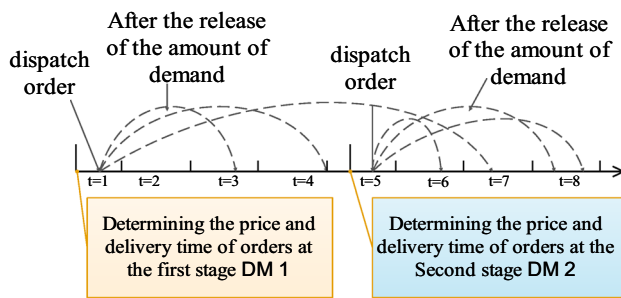 After the release
of the amount of
demand
dispatch
order
dispatch
order
After the release
of the amount of
demand
t=1 t=2 t=3 t=4 t=5 t=6 t=7 t=8
Determining the price and
delivery time of orders at
the first stage DM 1
Determining the price and
delivery time of orders at the
Second stage DM 2